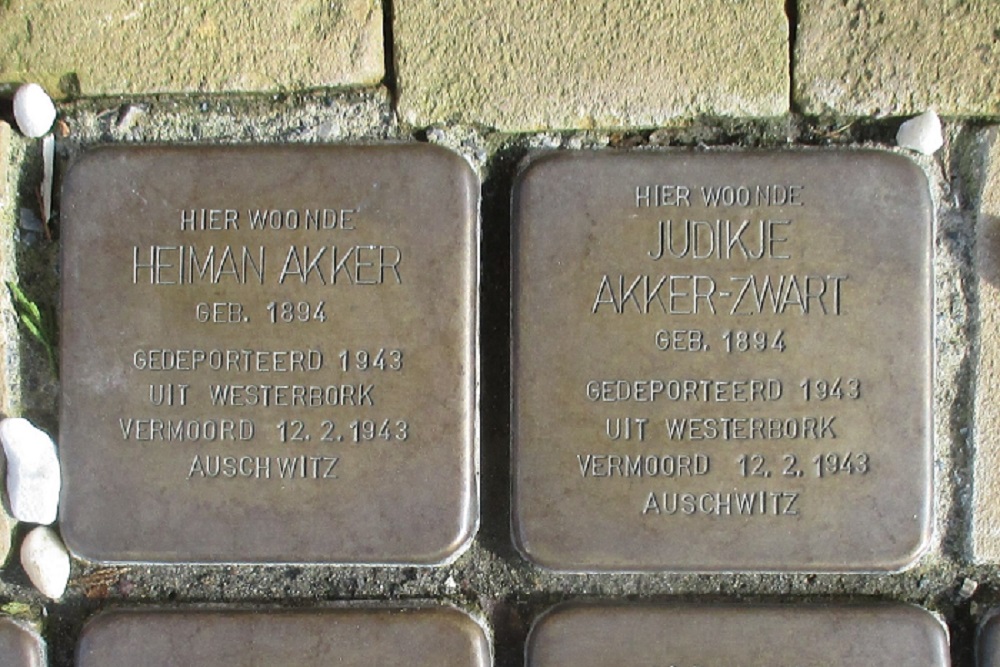 HIER WOONDE
HEIMAN AKKER
GEB. 1894
GEDEPORTEERD 1943
UIT WESTERBORK
VERMOORD 12.2.1943
AUSCHWITZ
HIER WOONDE
JUDIKJE
AKKER-ZWART
GEB. 1894
GEDEPORTEERD 1943
UIT WESTERBORK
VERMOORD 12.2.1943
AUSCHWITZ